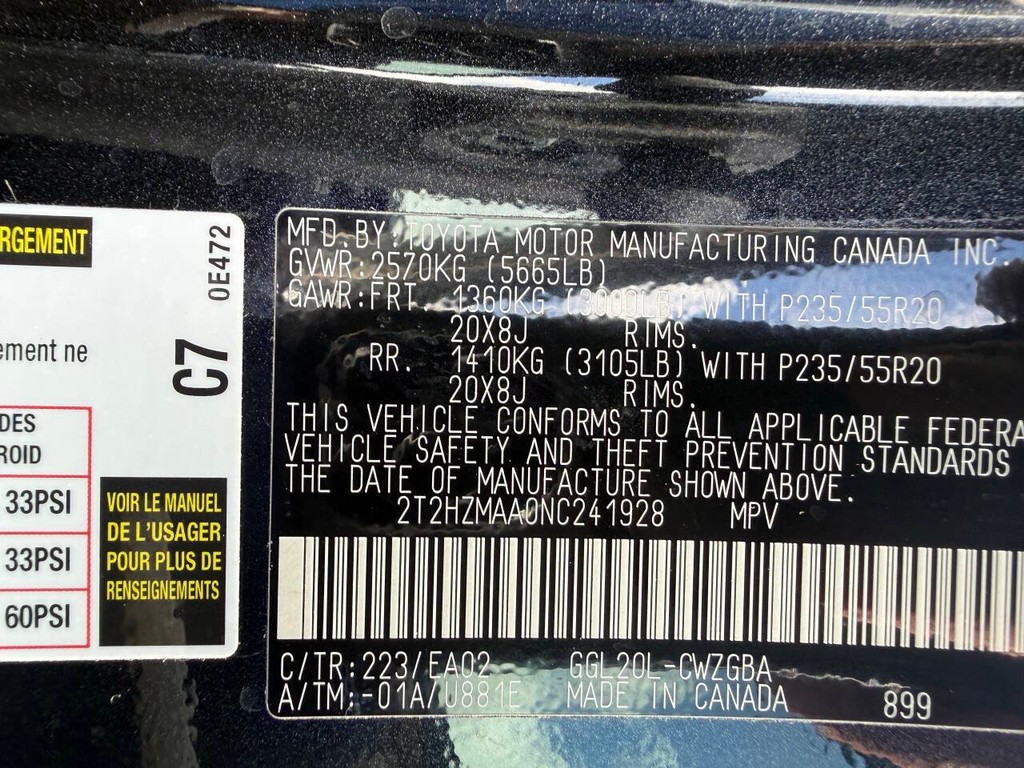 RGEMENT
0E472
ement ne
C7
DES
ROID
33PSI
33PSI
60PSI
VOIR LE MANUEL
DE L'USAGER
POUR PLUS DE
RENSEIGNEMENTS
MFD.BY:TOYOTA MOTOR MANUFACTURING CANADA INC.
GVWR:2570KG (5665LB)
GAWR:FRT. 1360KG (3000LB) WITH P235/55R20
20X8J RIMS.
RR. 1410KG (3105LB) WITH P235/55R20
20X8J RIMS.
THIS VEHICLE CONFORMS TO ALL APPLICABLE FEDERA
VEHICLE SAFETY AND THEFT PREVENTION STANDARDS
THE DATE OF MANUFACTURE SHOWN ABOVE.
2T2HZMAA0NC241928 MPV
C/TR:223/EA02 GGL20L-CWZGBA
A/TM:-01A/U881E MADE IN CANADA 899